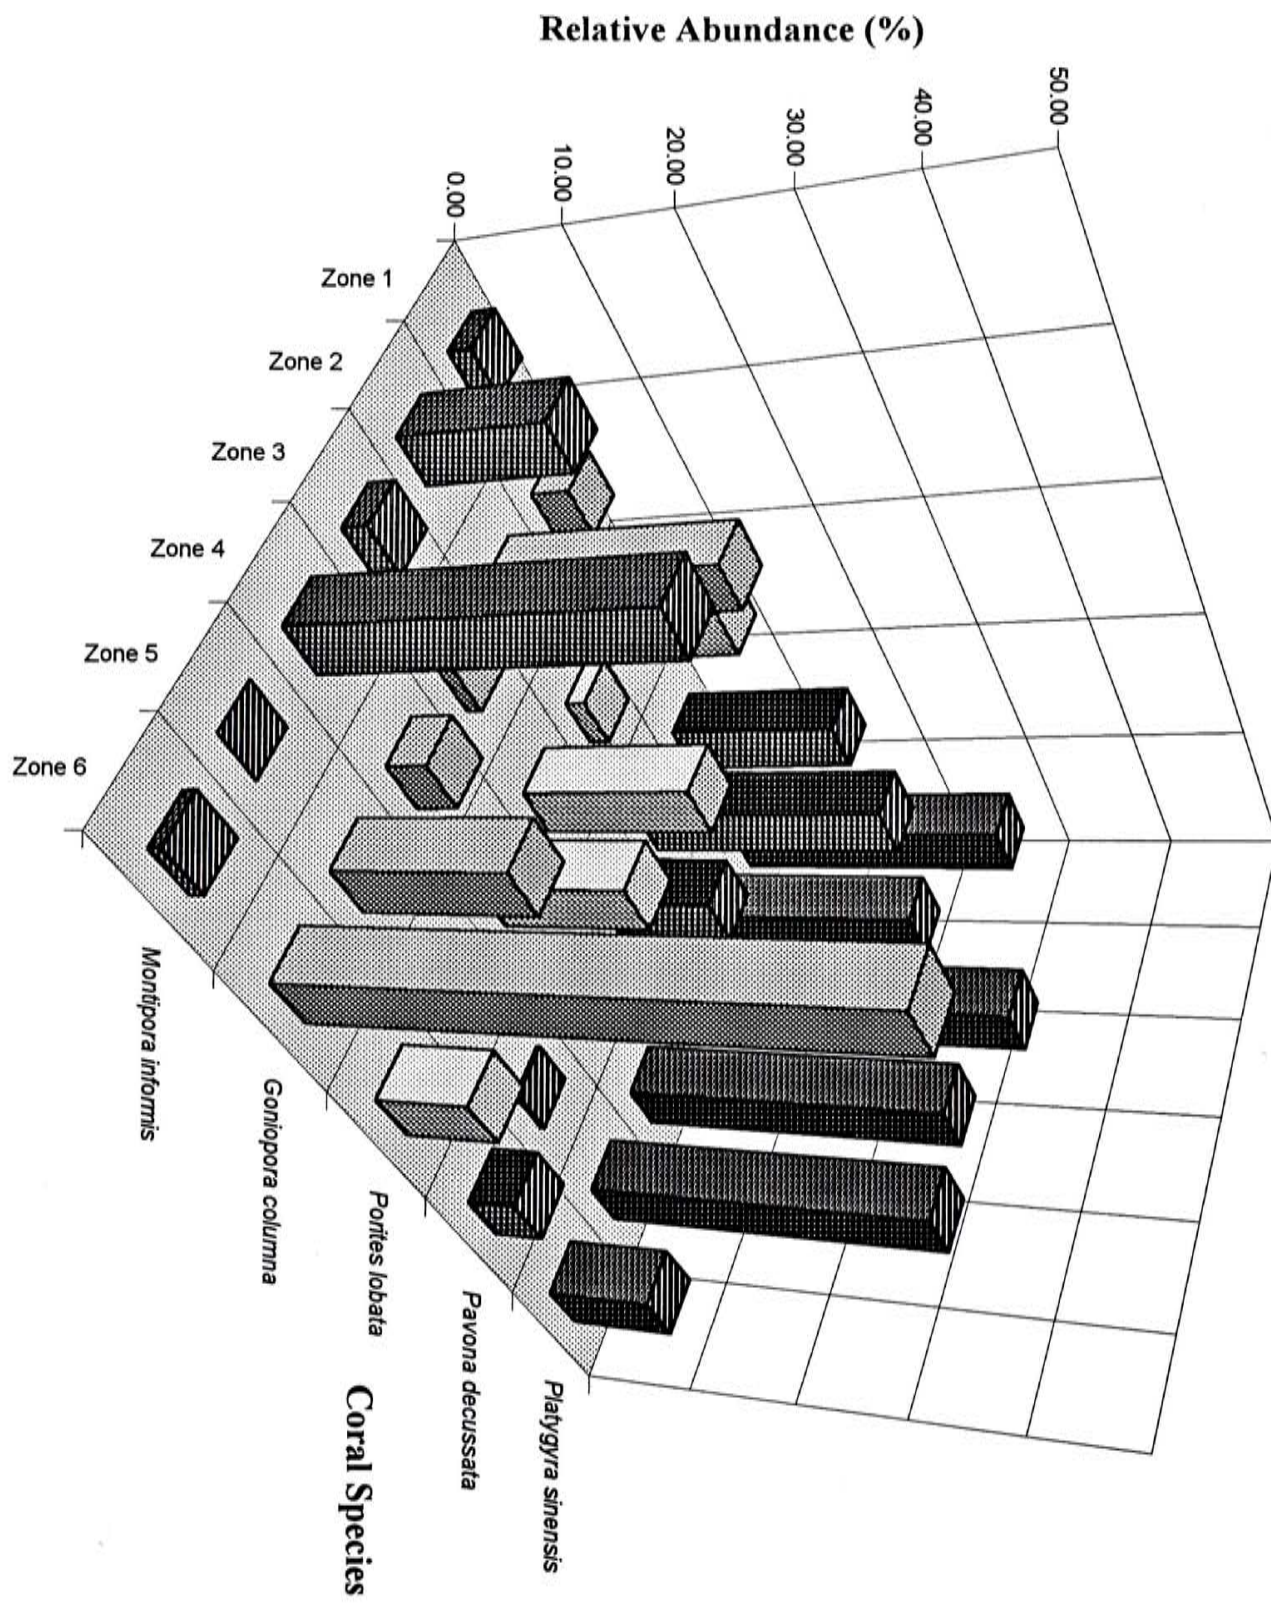 Relative Abundance (%)
50.00
40.00
30.00
20.00
10.00
0.00
Zone 1
Zone 2
Zone 3
Zone 4
Zone 5
Zone 6
Montipora informis
Goniopora columna
Porites lobata
Pavona decussata
Platygyra sinensis
Coral Species